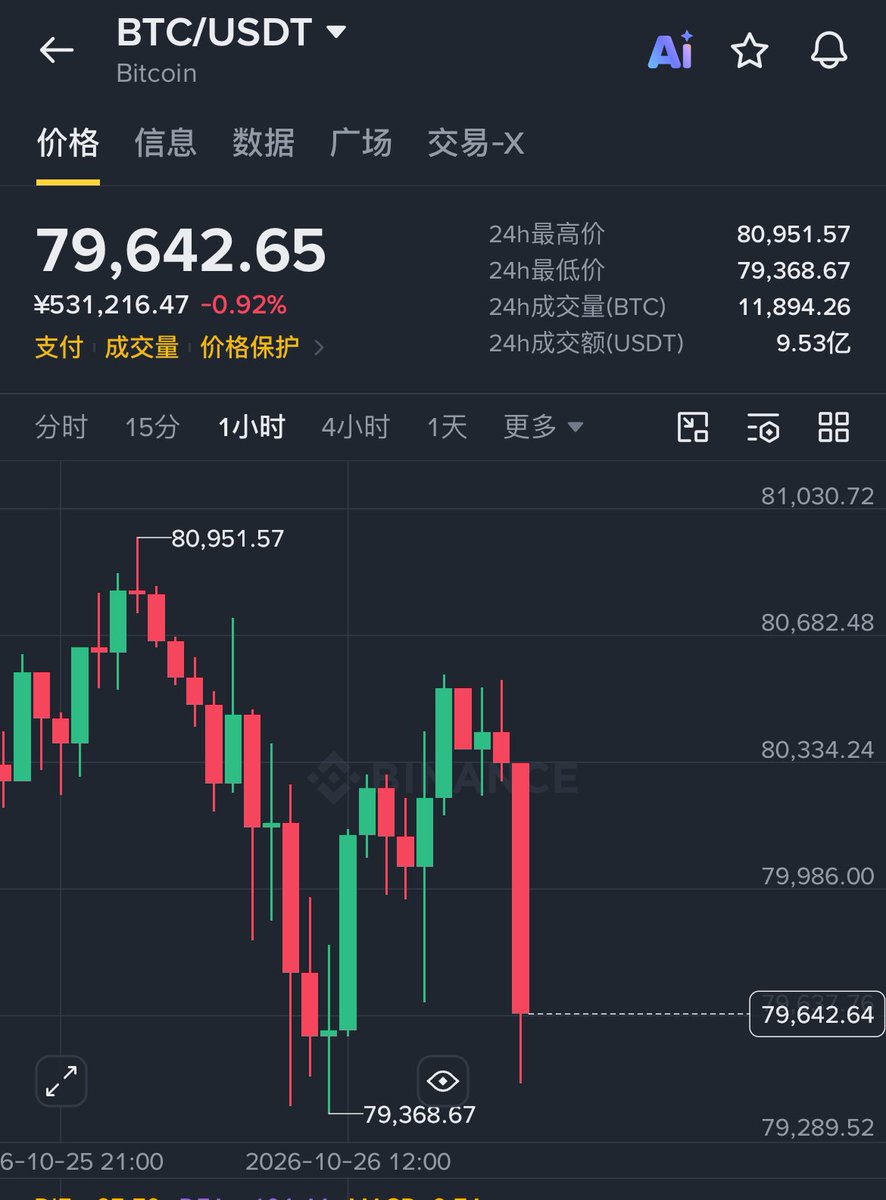 BTC/USDT
Bitcoin
Ai
价格 信息 数据 广场 交易-X
79,642.65
¥531,216.47 -0.92%
支付 成交量 价格保护
24h最高价 80,951.57
24h最低价 79,368.67
24h成交量(BTC) 11,894.26
24h成交额(USDT) 9.53亿
分时 15分 1小时 4小时 1天 更多
81,030.72
80,951.57
80,682.48
80,334.24
BINANCE
79,986.00
79,637.76
79,642.64
79,368.67
79,289.52
6-10-25 21:00 2026-10-26 12:00